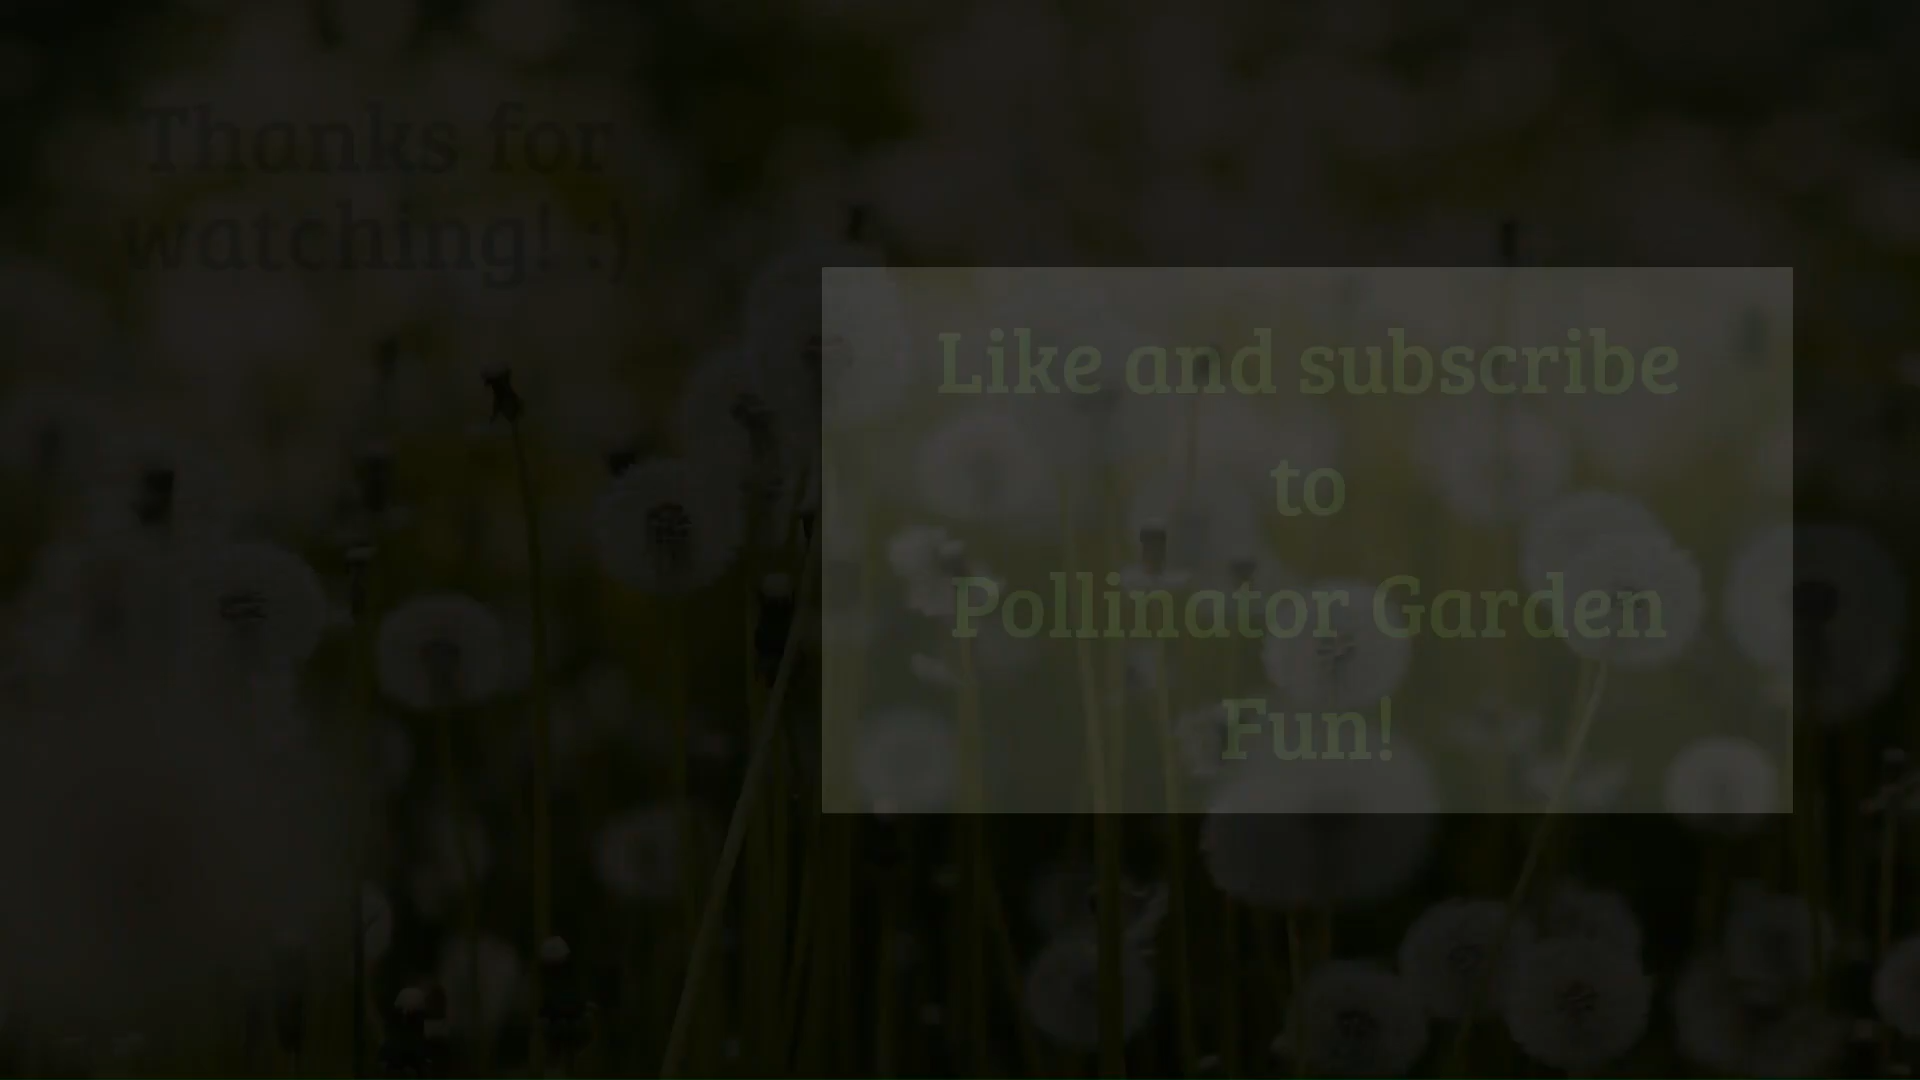 Thanks for
watching! :)
Like and subscribe
to
Pollinator Garden
Fun!